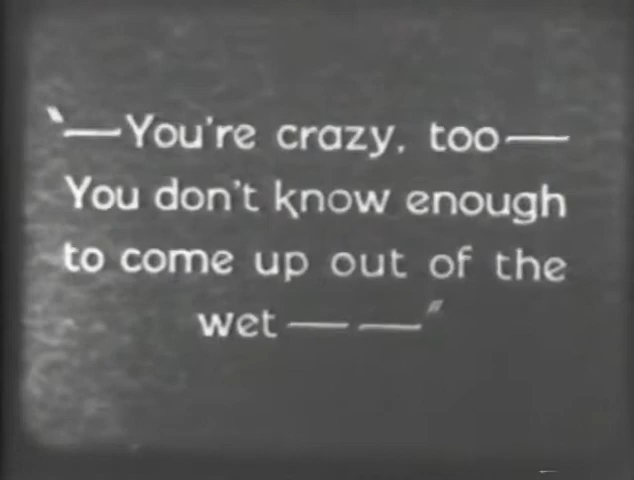 "—You're crazy, too—
You don't know enough
to come up out of the
wet — —"